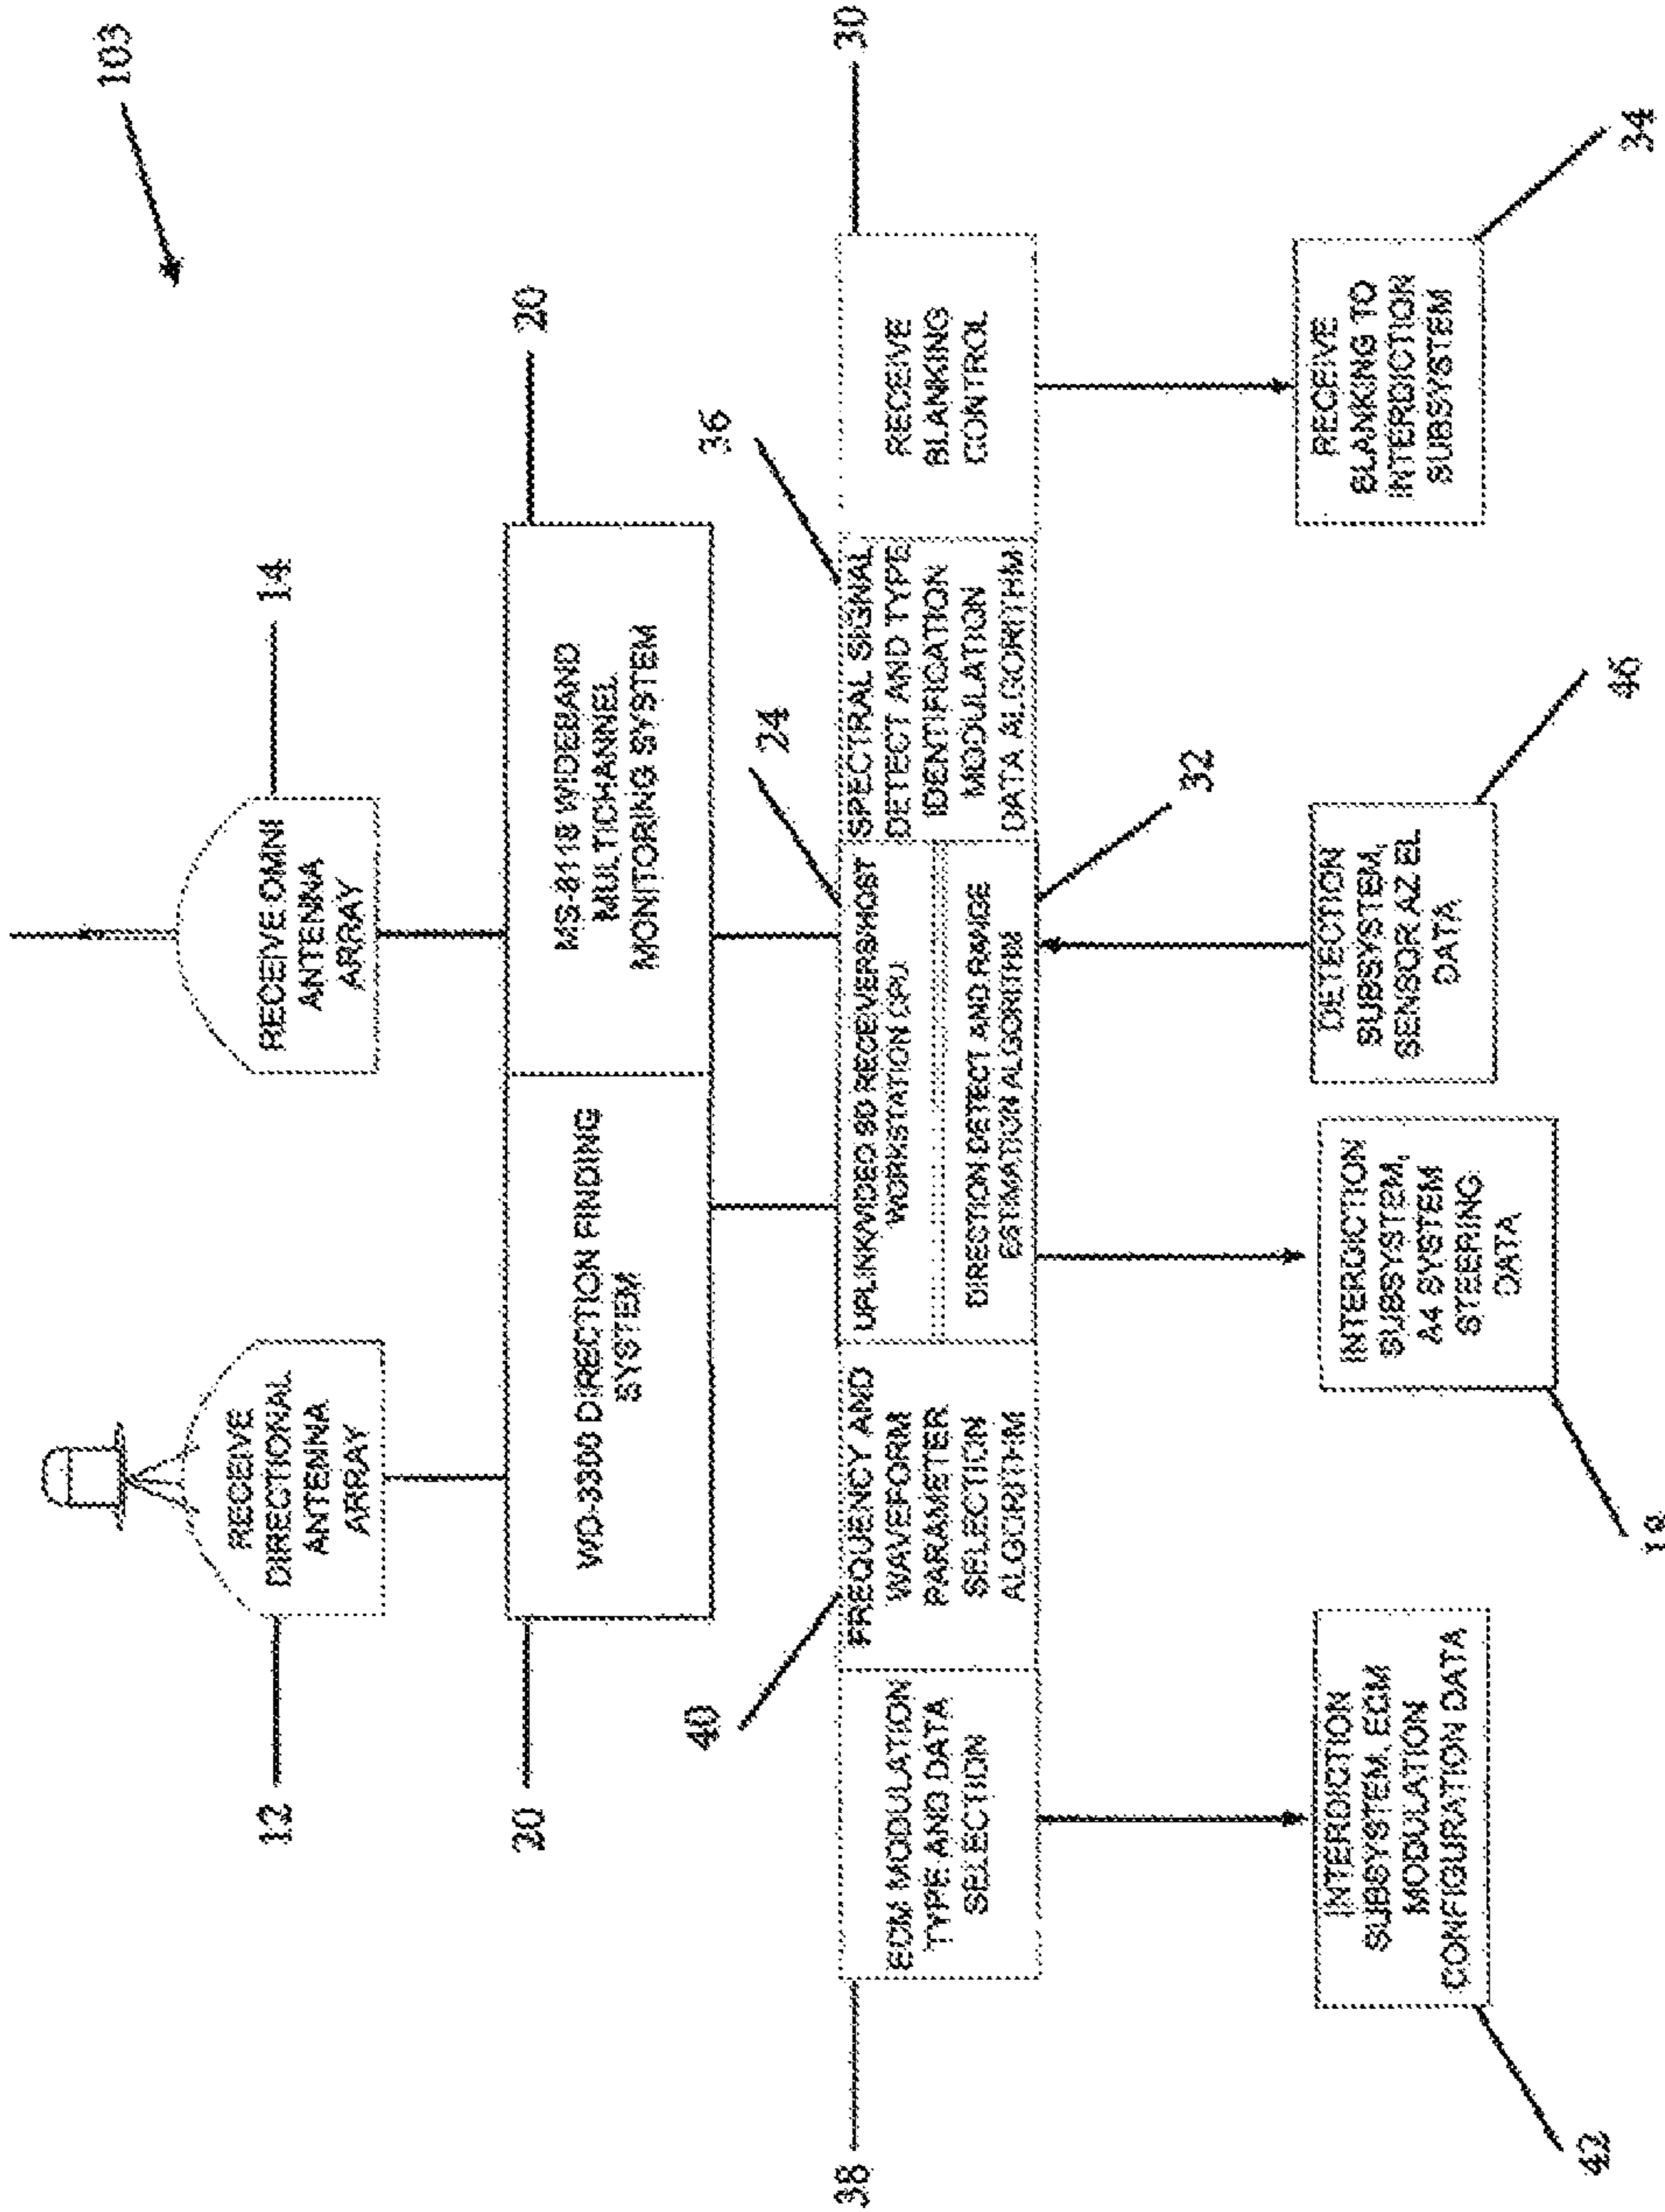 103
12
RECEIVE
DIRECTIONAL
ANTENNA
ARRAY
RECEIVE OMNI
ANTENNA
ARRAY
14
20
WD-3300 DIRECTION FINDING
SYSTEM
MS-8118 WIDEBAND
MULTICHANNEL
MONITORING SYSTEM
20
40
24
36
38
ECM MODULATION
TYPE AND DATA
SELECTION
FREQUENCY AND
WAVEFORM
PARAMETER
SELECTION
ALGORITHM
UPLINK/VIDEO SD RECEIVERS/HOST
WORKSTATION CPU
DIRECTION DETECT AND RANGE
ESTIMATION ALGORITHM
SPECTRAL SIGNAL
DETECT AND TYPE
IDENTIFICATION
MODULATION
DATA ALGORITHM
RECEIVE
BLANKING
CONTROL
30
32
42
INTERDICTION
SUBSYSTEM, ECM
MODULATION
CONFIGURATION DATA
18
INTERDICTION
SUBSYSTEM,
A4 SYSTEM
STEERING
DATA
DETECTION
SUBSYSTEM,
SENSOR AZ EL
DATA
46
RECEIVE
BLANKING TO
INTERDICTION
SUBSYSTEM
34